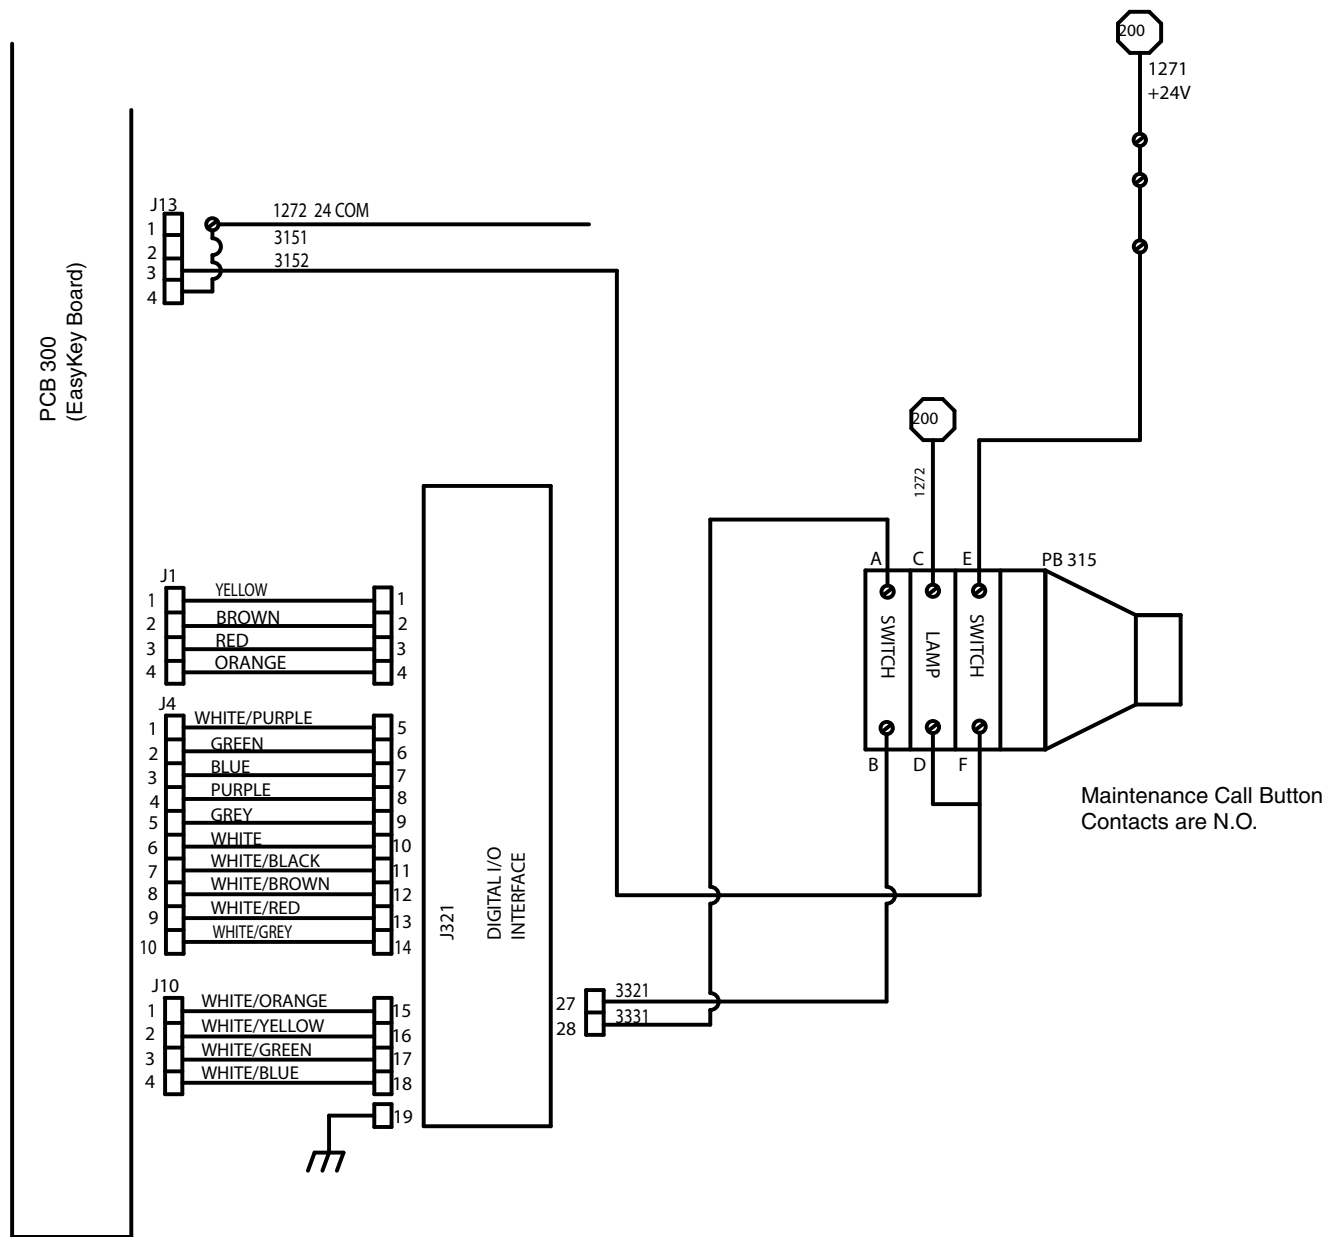 200
1271
+24V
J13
1
1272 24 COM
3151
2
3152
3
4
PCB 300
(EasyKey Board)
200
1272
J1
1 YELLOW 1
2 BROWN 2
3 RED 3
4 ORANGE 4
J4
1 WHITE/PURPLE 5
2 GREEN 6
3 BLUE 7
4 PURPLE 8
5 GREY 9
6 WHITE 10
7 WHITE/BLACK 11
8 WHITE/BROWN 12
9 WHITE/RED 13
10 WHITE/GREY 14
J10
1 WHITE/ORANGE 15
2 WHITE/YELLOW 16
3 WHITE/GREEN 17
4 WHITE/BLUE 18
19
J321
DIGITAL I/O
INTERFACE
27 3321
28 3331
A C E PB 315
SWITCH
LAMP
SWITCH
B D F
Maintenance Call Button
Contacts are N.O.